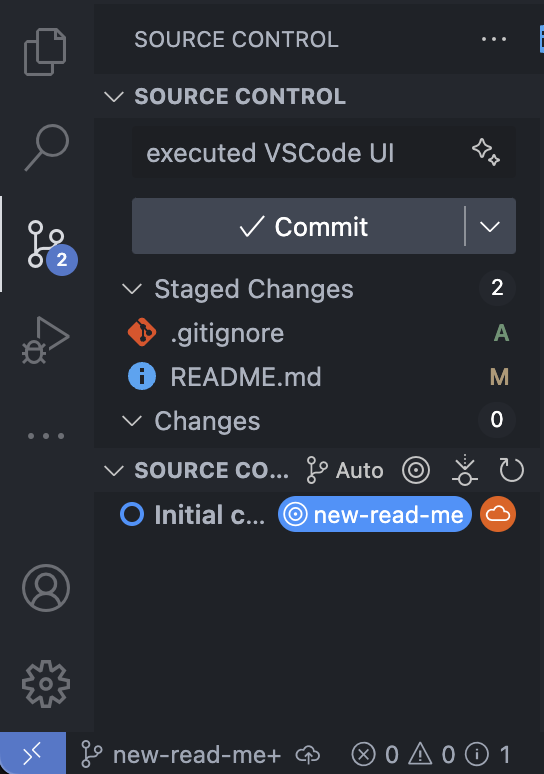 SOURCE CONTROL
SOURCE CONTROL
executed VSCode UI
Commit
Staged Changes 2
.gitignore A
README.md M
Changes 0
SOURCE CO... Auto
Initial c... new-read-me
2
new-read-me+ 0 0 1